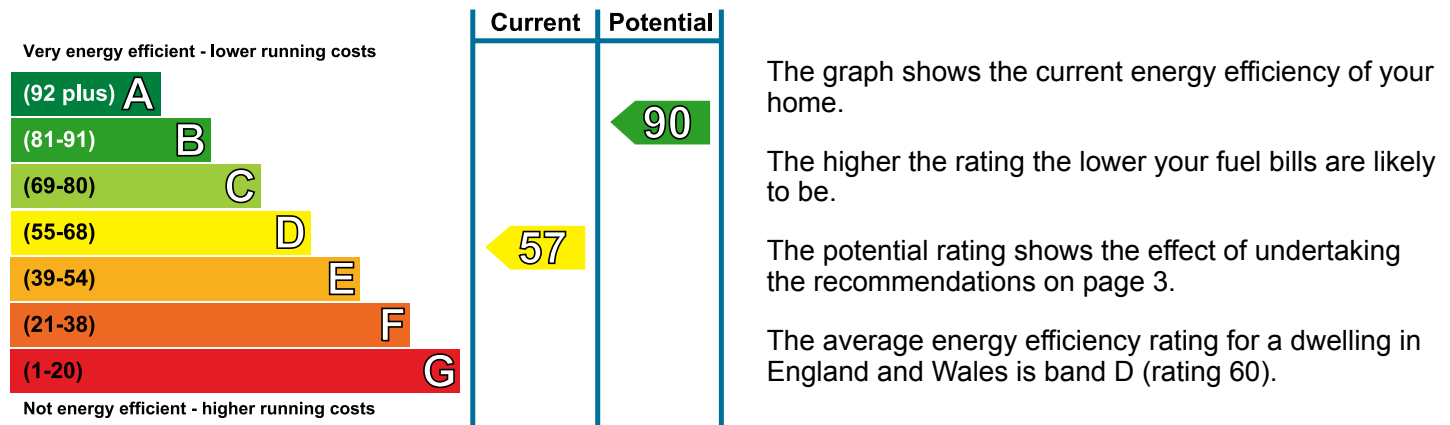 Current Potential
Very energy efficient - lower running costs
(92 plus) A
(81-91) B
90
(69-80) C
(55-68) D
57
(39-54) E
(21-38) F
(1-20) G
Not energy efficient - higher running costs
The graph shows the current energy efficiency of your
home.
The higher the rating the lower your fuel bills are likely
to be.
The potential rating shows the effect of undertaking
the recommendations on page 3.
The average energy efficiency rating for a dwelling in
England and Wales is band D (rating 60).